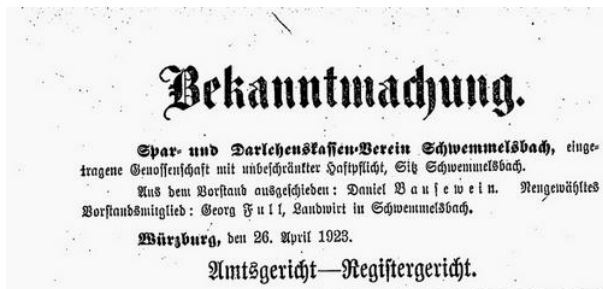 Bekanntmachung.
Spar- und Darlehenskassen-Verein Schwemmelsbach, einge-
tragene Genossenschaft mit unbeschränkter Haftpflicht, Sitz Schwemmelsbach.
Aus dem Vorstand ausgeschieden: Daniel Bausewein. Neugewähltes
Vorstandsmitglied: Georg Full, Landwirt in Schwemmelsbach.
Würzburg, den 26. April 1923.
Amtsgericht—Registergericht.